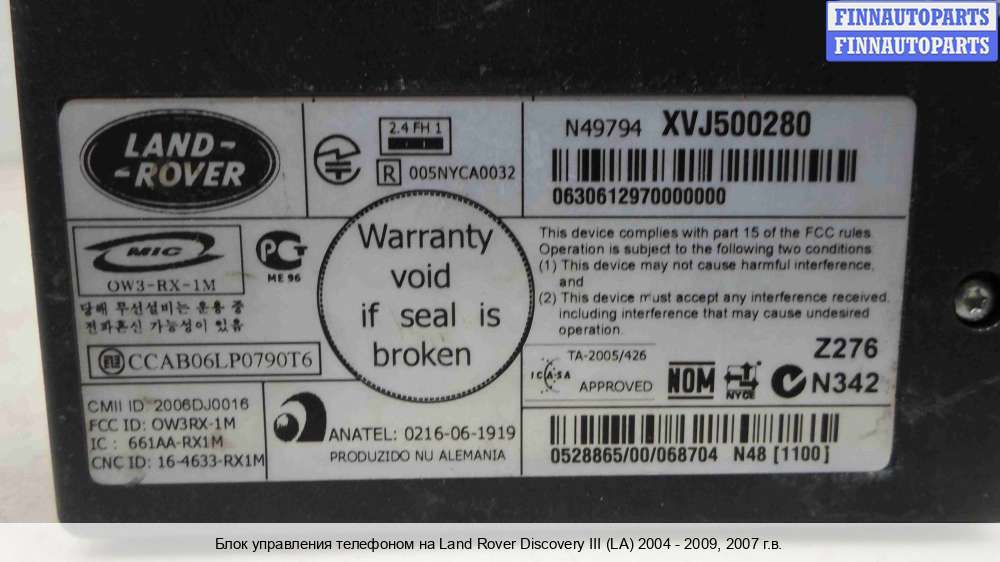 FINNAUTOPARTS
FINNAUTOPARTS
LAND-
-ROVER
2.4 FH 1
R 005NYCA0032
N49794 XVJ500280
0630612970000000
MIC
OW3-RX-1M
РСТ
ME 96
당해 무선설비는 운용 중
전파혼신 가능성이 있음
CCAB06LP0790T6
Warranty
void
if seal is
broken
This device complies with part 15 of the FCC rules.
Operation is subject to the following two conditions:
(1) This device may not cause harmful interference,
and
(2) This device must accept any interference received,
including interference that may cause undesired
operation.
TA-2005/426
ICASA
APPROVED
NOM
NYCE
Z276
N342
CMII ID: 2006DJ0016
FCC ID: OW3RX-1M
IC : 661AA-RX1M
CNC ID: 16-4633-RX1M
ANATEL: 0216-06-1919
PRODUZIDO NU ALEMANIA
0528865/00/068704 N48 [1100]
Блок управления телефоном на Land Rover Discovery III (LA) 2004 - 2009, 2007 г.в.